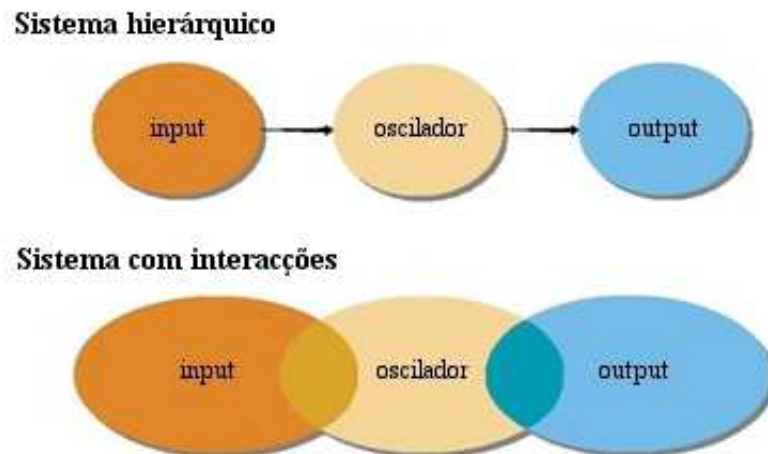 Sistema hierárquico
input oscilador output
Sistema com interacções
input oscilador output